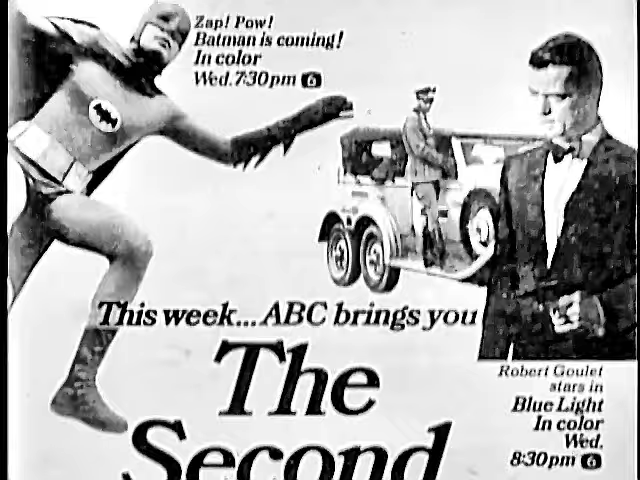 Zap! Pow!
Batman is coming!
In color
Wed. 7:30pm 6
This week...ABC brings you
The
Second
Robert Goulet
stars in
Blue Light
In color
Wed.
8:30pm 6